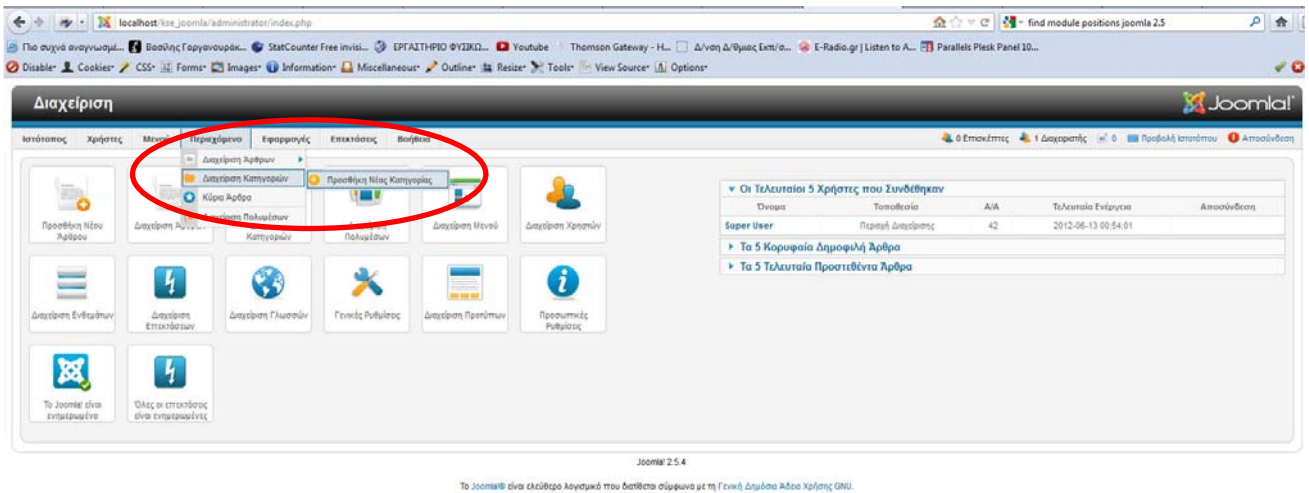 localhost/kse_joomla/administrator/index.php
find module positions joomla 2.5
Πιο συχνά αναγνωσμέ... Βασίλης Γαργανουράκ... StatCounter Free invisi... ΕΡΓΑΣΤΗΡΙΟ ΦΥΣΙΚΩ... Youtube Thomson Gateway - H... Δ/νση Δ/θμιας Εκπ/σ... E-Radio.gr | Listen to A... Parallels Plesk Panel 10...
Disable Cookies CSS Forms Images Information Miscellaneous Outline Resize Tools View Source Options
Διαχείριση
Joomla!
Ιστότοπος Χρήστες Μενού Περιεχόμενο Εφαρμογές Επεκτάσεις Βοήθεια
0 Επισκέπτες 1 Διαχειριστής 0 Προβολή Ιστοτόπου Αποσύνδεση
Διαχείριση Άρθρων
Διαχείριση Κατηγοριών Προσθήκη Νέας Κατηγορίας
Κύρια Άρθρα
Διαχείριση Πολυμέσων
Προσθήκη Νέου Άρθρου
Κατηγοριών
Πολυμέσων
Διαχείριση Μενού
Διαχείριση Χρηστών
Διαχείριση Ενθεμάτων
Διαχείριση Επεκτάσεων
Διαχείριση Γλωσσών
Γενικές Ρυθμίσεις
Διαχείριση Προτύπων
Προσωπικές Ρυθμίσεις
Το Joomla! είναι ενημερωμένο
Όλες οι επεκτάσεις είναι ενημερωμένες
Οι Τελευταίοι 5 Χρήστες που Συνδέθηκαν
Όνομα Τοποθεσία Α/Α Τελευταία Ενέργεια Αποσύνδεση
Super User Περιοχή Διαχείρισης 42 2012-06-13 00:54:01
Τα 5 Κορυφαία Δημοφιλή Άρθρα
Τα 5 Τελευταία Προστεθέντα Άρθρα
Joomla! 2.5.4
Το Joomla!® είναι ελεύθερο λογισμικό που διατίθεται σύμφωνα με τη Γενική Δημόσια Άδεια Χρήσης GNU.